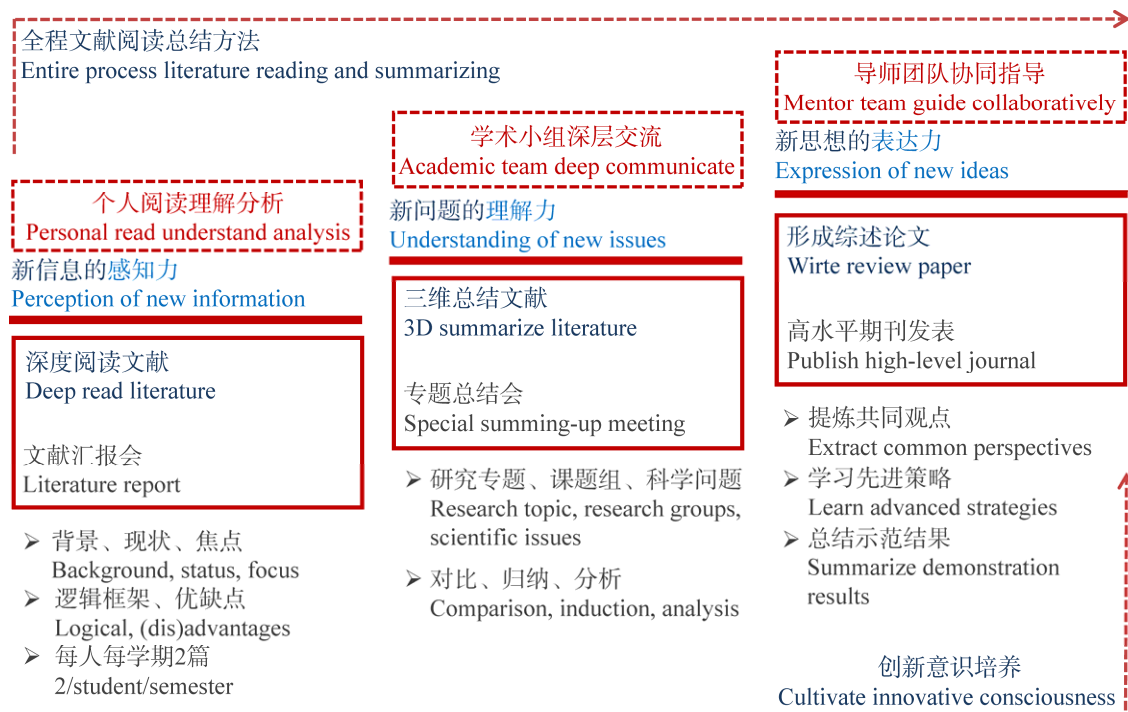 全程文献阅读总结方法
Entire process literature reading and summarizing
个人阅读理解分析
Personal read understand analysis
新信息的感知力
Perception of new information
深度阅读文献
Deep read literature
文献汇报会
Literature report
背景、现状、焦点
Background, status, focus
逻辑框架、优缺点
Logical, (dis)advantages
每人每学期2篇
2/student/semester
学术小组深层交流
Academic team deep communicate
新问题的理解力
Understanding of new issues
三维总结文献
3D summarize literature
专题总结会
Special summing-up meeting
研究专题、课题组、科学问题
Research topic, research groups,
scientific issues
对比、归纳、分析
Comparison, induction, analysis
导师团队协同指导
Mentor team guide collaboratively
新思想的表达力
Expression of new ideas
形成综述论文
Wirte review paper
高水平期刊发表
Publish high-level journal
提炼共同观点
Extract common perspectives
学习先进策略
Learn advanced strategies
总结示范结果
Summarize demonstration
results
创新意识培养
Cultivate innovative consciousness